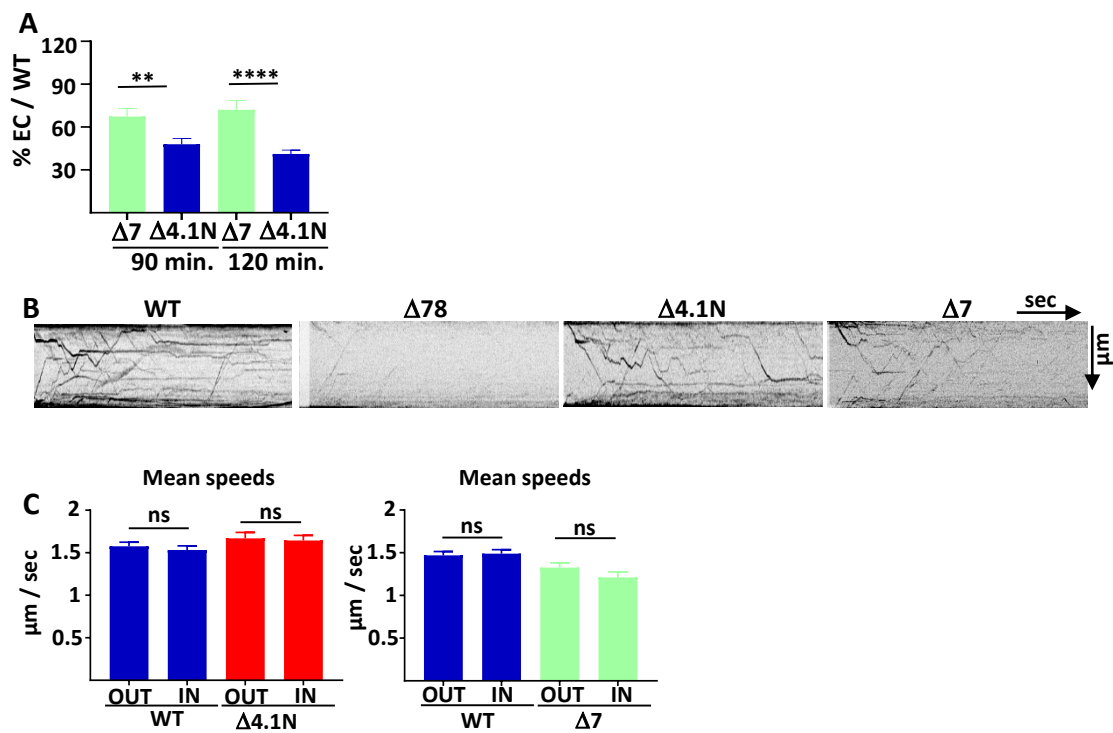 A
120
90
60
30
% EC / WT
**
****
Δ7 Δ4.1N Δ7 Δ4.1N
90 min. 120 min.
B
WT Δ78 Δ4.1N Δ7
sec
μm
C
Mean speeds
2
1.5
1
0.5
μm / sec
ns ns
OUT IN OUT IN
WT Δ4.1N
Mean speeds
2
1.5
1
0.5
μm / sec
ns ns
OUT IN OUT IN
WT Δ7